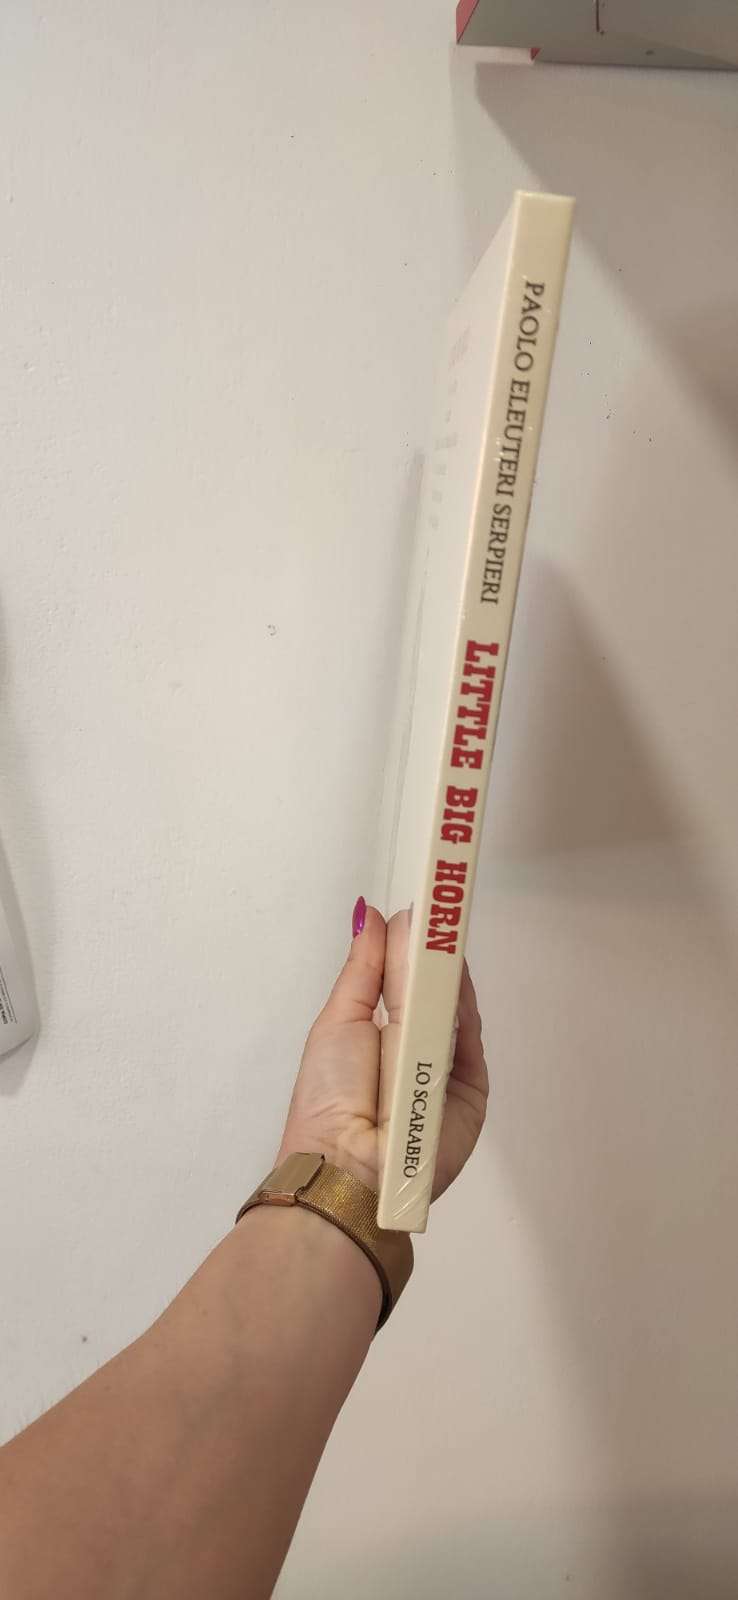 PAOLO ELEUTERI SERPIERI
LITTLE BIG HORN
LO SCARABEO